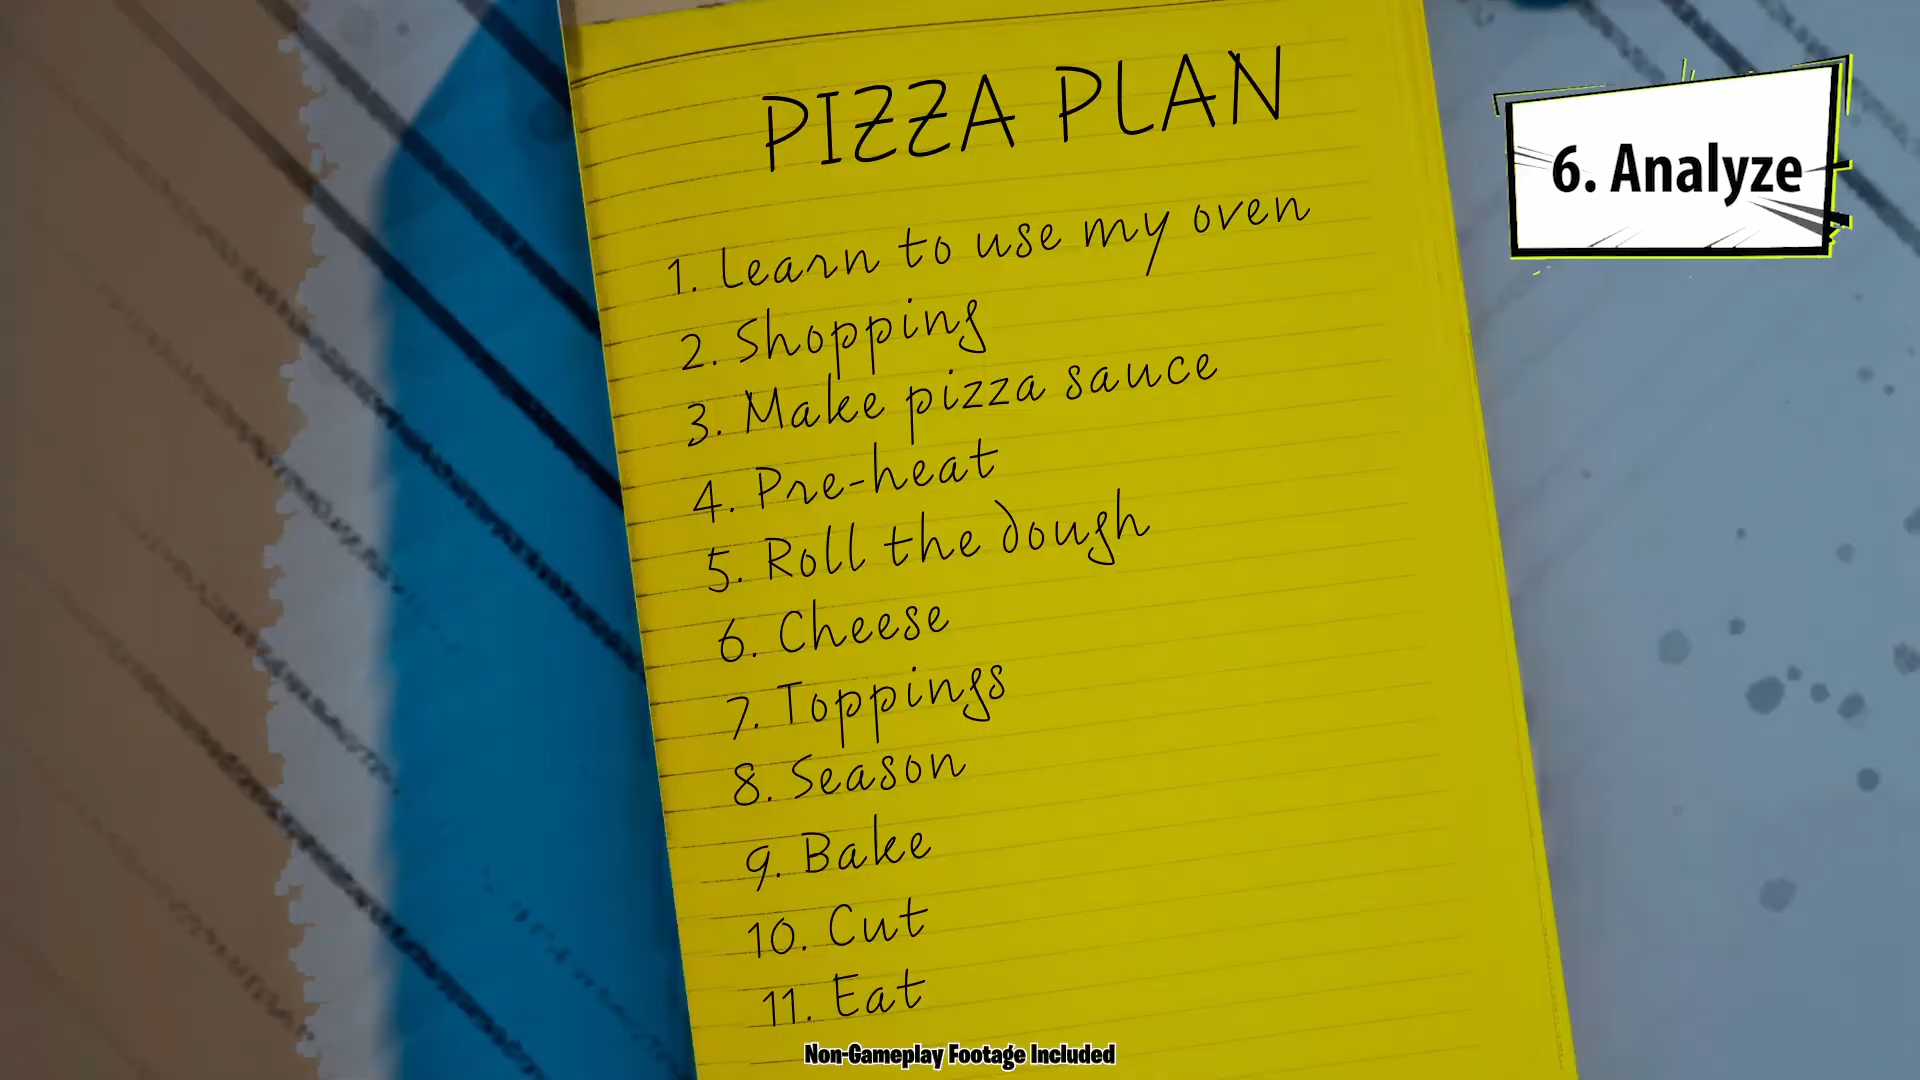 PIZZA PLAN
6. Analyze
1. Learn to use my oven
2. Shopping
3. Make pizza sauce
4. Pre-heat
5. Roll the dough
6. Cheese
7. Toppings
8. Season
9. Bake
10. Cut
11. Eat
Non-Gameplay Footage Included